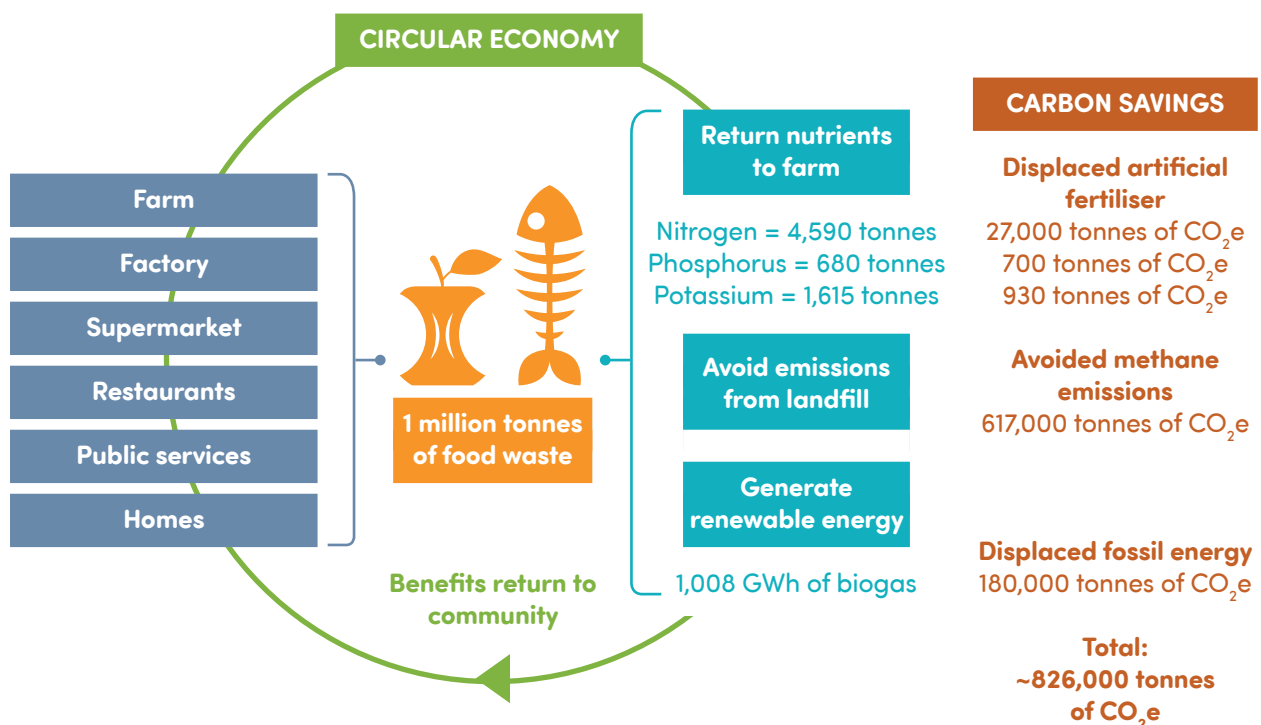 CIRCULAR ECONOMY
Farm
Factory
Supermarket
Restaurants
Public services
Homes
1 million tonnes
of food waste
Benefits return to
community
Return nutrients
to farm
Nitrogen = 4,590 tonnes
Phosphorus = 680 tonnes
Potassium = 1,615 tonnes
Avoid emissions
from landfill
Generate
renewable energy
1,008 GWh of biogas
CARBON SAVINGS
Displaced artificial
fertiliser
27,000 tonnes of CO₂e
700 tonnes of CO₂e
930 tonnes of CO₂e
Avoided methane
emissions
617,000 tonnes of CO₂e
Displaced fossil energy
180,000 tonnes of CO₂e
Total:
~826,000 tonnes
of CO₂e